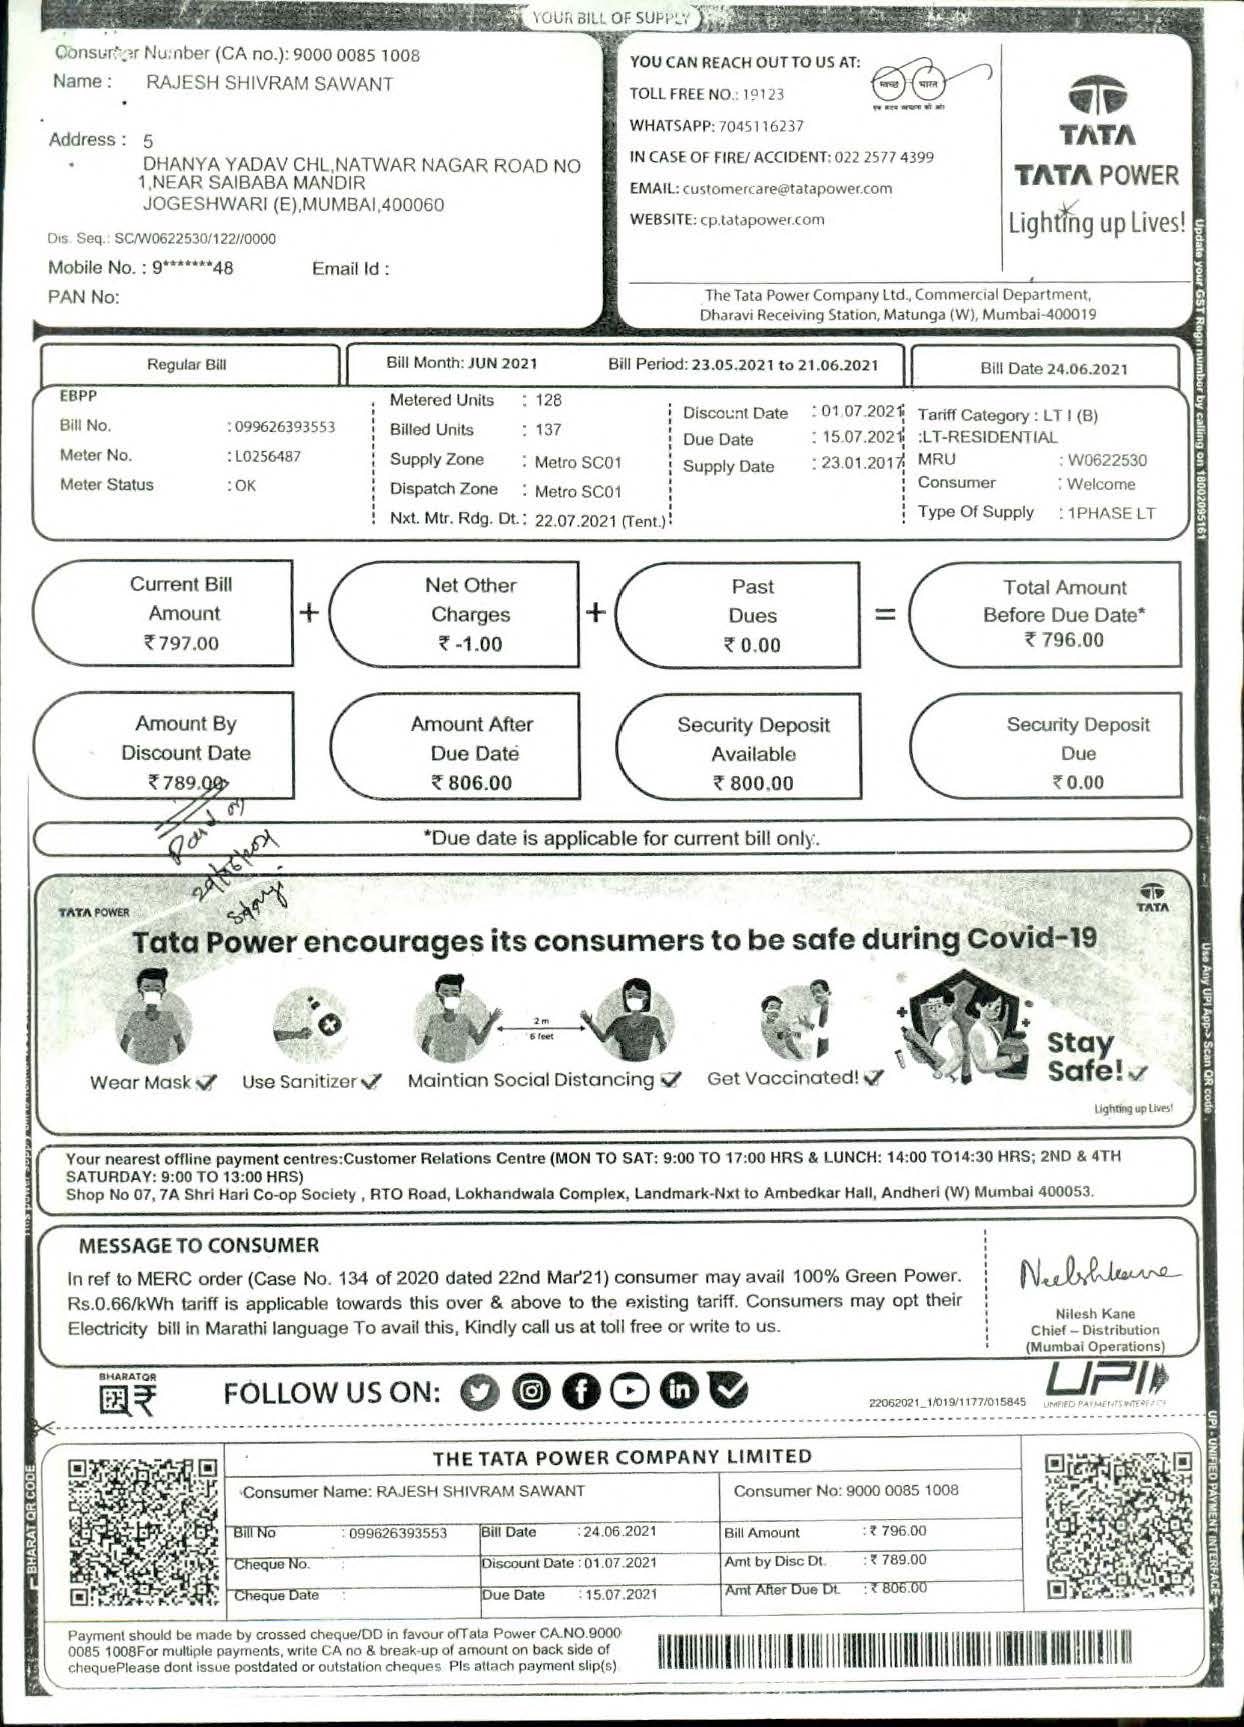 YOUR BILL OF SUPPLY
Consumer Number (CA no.): 9000 0085 1008
Name : RAJESH SHIVRAM SAWANT
Address : 5
DHANYA YADAV CHL,NATWAR NAGAR ROAD NO
1,NEAR SAIBABA MANDIR
JOGESHWARI (E),MUMBAI,400060
Dis. Seq.: SC/W0622530/122//0000
Mobile No. : 9*******48 Email Id :
PAN No:
YOU CAN REACH OUT TO US AT:
TOLL FREE NO.: 19123
WHATSAPP: 7045116237
IN CASE OF FIRE/ ACCIDENT: 022 2577 4399
EMAIL: customercare@tatapower.com
WEBSITE: cp.tatapower.com
स्वच्छ भारत
एक कदम स्वच्छता की ओर
TATA
TATA POWER
Lighting up Lives!
The Tata Power Company Ltd., Commercial Department,
Dharavi Receiving Station, Matunga (W), Mumbai-400019
Update your GST Regn number by calling on 18002095161
Regular Bill
Bill Month: JUN 2021 Bill Period: 23.05.2021 to 21.06.2021
Bill Date 24.06.2021
EBPP
Bill No. : 099626393553
Meter No. : L0256487
Meter Status : OK
Metered Units : 128
Billed Units : 137
Supply Zone : Metro SC01
Dispatch Zone : Metro SC01
Nxt. Mtr. Rdg. Dt.: 22.07.2021 (Tent.)
Discount Date : 01.07.2021
Due Date : 15.07.2021
Supply Date : 23.01.2017
Tariff Category : LT I (B)
:LT-RESIDENTIAL
MRU : W0622530
Consumer : Welcome
Type Of Supply : 1PHASE LT
Current Bill
Amount
₹ 797.00
+
Net Other
Charges
₹ -1.00
+
Past
Dues
₹ 0.00
=
Total Amount
Before Due Date*
₹ 796.00
Amount By
Discount Date
₹ 789.00
Amount After
Due Date
₹ 806.00
Security Deposit
Available
₹ 800.00
Security Deposit
Due
₹ 0.00
Paid on
*Due date is applicable for current bill only.
TATA POWER
TATA
Tata Power encourages its consumers to be safe during Covid-19
2 m
6 feet
Wear Mask Use Sanitizer Maintian Social Distancing Get Vaccinated!
Stay
Safe!
Lighting up Lives!
Use Any UPI App-> Scan QR code
Your nearest offline payment centres:Customer Relations Centre (MON TO SAT: 9:00 TO 17:00 HRS & LUNCH: 14:00 TO14:30 HRS; 2ND & 4TH
SATURDAY: 9:00 TO 13:00 HRS)
Shop No 07, 7A Shri Hari Co-op Society , RTO Road, Lokhandwala Complex, Landmark-Nxt to Ambedkar Hall, Andheri (W) Mumbai 400053.
MESSAGE TO CONSUMER
In ref to MERC order (Case No. 134 of 2020 dated 22nd Mar'21) consumer may avail 100% Green Power.
Rs.0.66/kWh tariff is applicable towards this over & above to the existing tariff. Consumers may opt their
Electricity bill in Marathi language To avail this, Kindly call us at toll free or write to us.
Nilesh Kane
Chief – Distribution
(Mumbai Operations)
BHARATQR
FOLLOW US ON:
22062021_1/019/1177/015845
UPI
UNIFIED PAYMENTS INTERFACE
THE TATA POWER COMPANY LIMITED
Consumer Name: RAJESH SHIVRAM SAWANT Consumer No: 9000 0085 1008
Bill No : 099626393553 Bill Date : 24.06.2021 Bill Amount : ₹ 796.00
Cheque No. : Discount Date : 01.07.2021 Amt by Disc Dt. : ₹ 789.00
Cheque Date : Due Date : 15.07.2021 Amt After Due Dt. : ₹ 806.00
BHARAT QR CODE
UPI - UNIFIED PAYMENT INTERFACE
Payment should be made by crossed cheque/DD in favour ofTata Power CA.NO.9000
0085 1008For multiple payments, write CA no & break-up of amount on back side of
chequePlease dont issue postdated or outstation cheques. Pls attach payment slip(s)